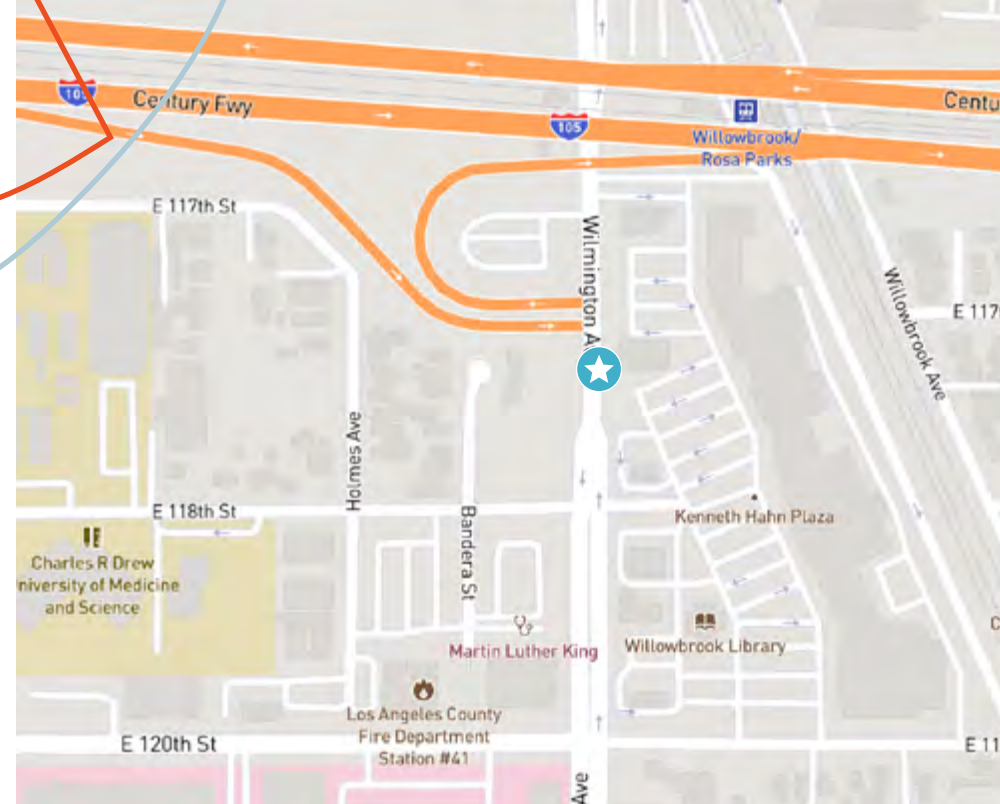 105
Century Fwy
105
Centu
Willowbrook/
Rosa Parks
E 117th St
Wilmington A
Willowbrook Ave
E 117
Holmes Ave
E 118th St
Bandera St
Kenneth Hahn Plaza
Charles R Drew
niversity of Medicine
and Science
Martin Luther King
Willowbrook Library
Los Angeles County
Fire Department
Station #41
E 120th St
E 11
Ave
C